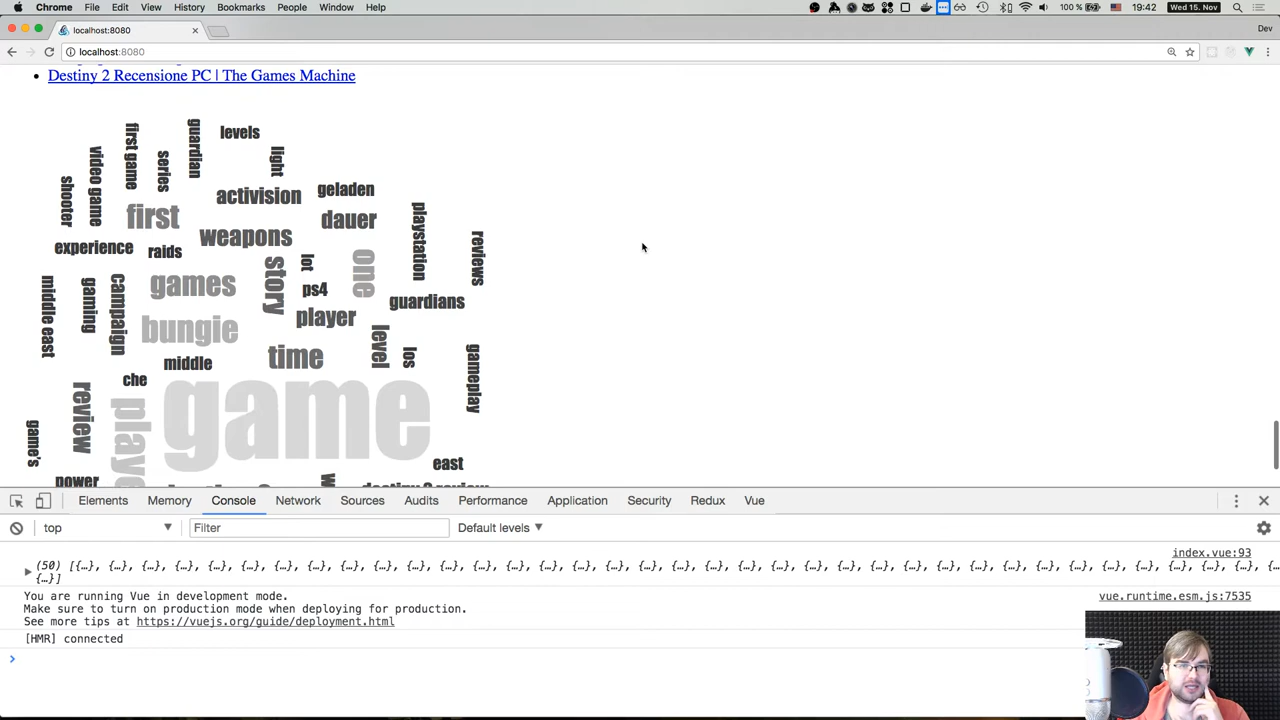 Chrome File Edit View History Bookmarks People Window Help 100 % Wed 15. Nov 19:42
localhost:8080 Dev
localhost:8080
Destiny 2 Recensione PC | The Games Machine
levels
first game
guardian
video game
series
light
shooter
activision
geladen
first
dauer
playstation
weapons
experience
raids
reviews
story
lot
one
middle east
gaming
campaign
games
ps4
guardians
bungie
player
level
los
time
middle
gameplay
che
review
game
game's
east
power
Elements Memory Console Network Sources Audits Performance Application Security Redux Vue
top Filter Default levels
index.vue:93
(50) [{…}, {…}, {…}, {…}, {…}, {…}, {…}, {…}, {…}, {…}, {…}, {…}, {…}, {…}, {…}, {…}, {…}, {…}, {…}, {…}, {…}, {…}, {…}, {…}, {…}, {…}, {…}, {…}, {…}, {…}, {…}, {…}, {…}, {…}, {…}, {…}, {…},
{…}]
You are running Vue in development mode. vue.runtime.esm.js:7535
Make sure to turn on production mode when deploying for production.
See more tips at https://vuejs.org/guide/deployment.html
[HMR] connected